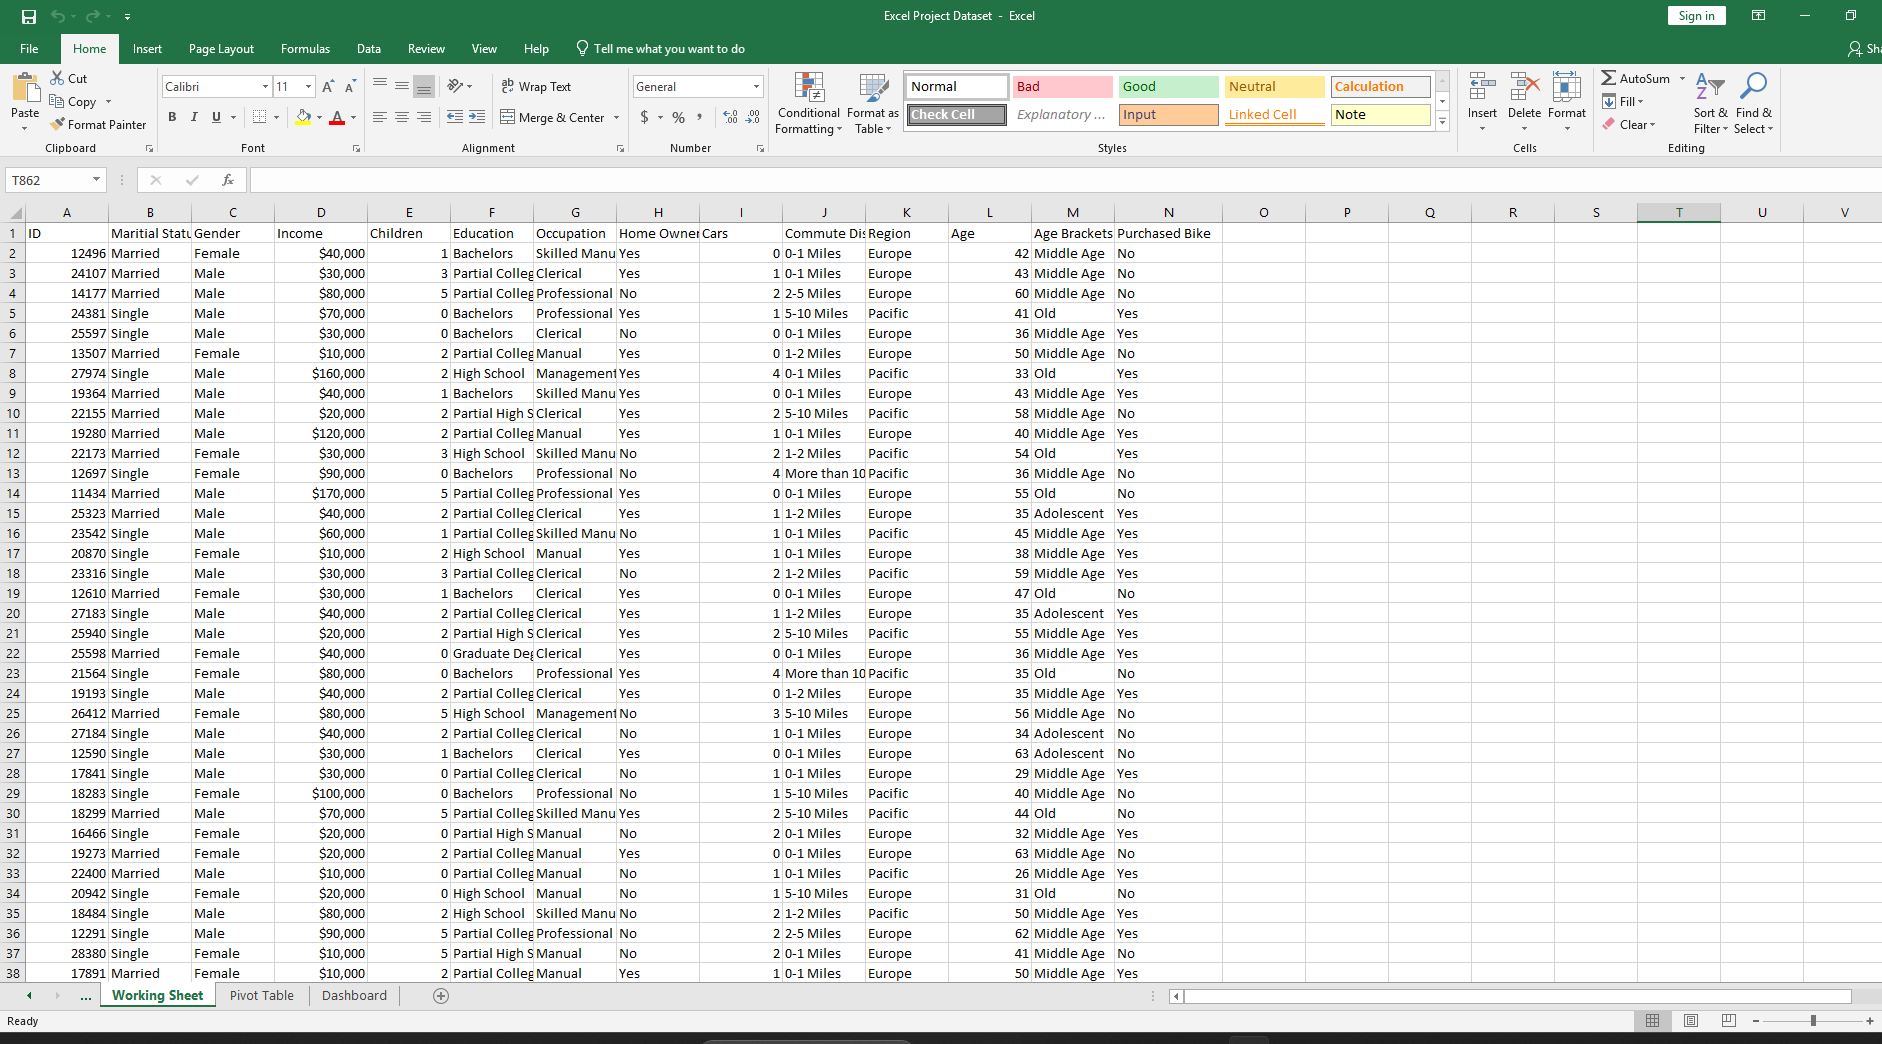 Excel Project Dataset - Excel
Sign in
File Home Insert Page Layout Formulas Data Review View Help Tell me what you want to do
Paste Cut Copy Format Painter Clipboard
Calibri 11 B I U Font
Wrap Text Merge & Center Alignment
General $ % Number
Conditional Formatting Format as Table
Normal Bad Good Neutral Calculation
Check Cell Explanatory ... Input Linked Cell Note
Styles
Insert Delete Format Cells
AutoSum Fill Clear Sort & Filter Find & Select Editing
T862 fx
A B C D E F G H I J K L M N O P Q R S T U V
1 ID Maritial Statu Gender Income Children Education Occupation Home Owner Cars Commute Dis Region Age Age Brackets Purchased Bike
2 12496 Married Female $40,000 1 Bachelors Skilled Manu Yes 0 0-1 Miles Europe 42 Middle Age No
3 24107 Married Male $30,000 3 Partial Colleg Clerical Yes 1 0-1 Miles Europe 43 Middle Age No
4 14177 Married Male $80,000 5 Partial Colleg Professional No 2 2-5 Miles Europe 60 Middle Age No
5 24381 Single Male $70,000 0 Bachelors Professional Yes 1 5-10 Miles Pacific 41 Old Yes
6 25597 Single Male $30,000 0 Bachelors Clerical No 0 0-1 Miles Europe 36 Middle Age Yes
7 13507 Married Female $10,000 2 Partial Colleg Manual Yes 0 1-2 Miles Europe 50 Middle Age No
8 27974 Single Male $160,000 2 High School Management Yes 4 0-1 Miles Pacific 33 Old Yes
9 19364 Married Male $40,000 1 Bachelors Skilled Manu Yes 0 0-1 Miles Europe 43 Middle Age Yes
10 22155 Married Male $20,000 2 Partial High S Clerical Yes 2 5-10 Miles Pacific 58 Middle Age No
11 19280 Married Male $120,000 2 Partial Colleg Manual Yes 1 0-1 Miles Europe 40 Middle Age Yes
12 22173 Married Female $30,000 3 High School Skilled Manu No 2 1-2 Miles Pacific 54 Old Yes
13 12697 Single Female $90,000 0 Bachelors Professional No 4 More than 10 Pacific 36 Middle Age No
14 11434 Married Male $170,000 5 Partial Colleg Professional Yes 0 0-1 Miles Europe 55 Old No
15 25323 Married Male $40,000 2 Partial Colleg Clerical Yes 1 1-2 Miles Europe 35 Adolescent Yes
16 23542 Single Male $60,000 1 Partial Colleg Skilled Manu No 1 0-1 Miles Pacific 45 Middle Age Yes
17 20870 Single Female $10,000 2 High School Manual Yes 1 0-1 Miles Europe 38 Middle Age Yes
18 23316 Single Male $30,000 3 Partial Colleg Clerical No 2 1-2 Miles Pacific 59 Middle Age Yes
19 12610 Married Female $30,000 1 Bachelors Clerical Yes 0 0-1 Miles Europe 47 Old No
20 27183 Single Male $40,000 2 Partial Colleg Clerical Yes 1 1-2 Miles Europe 35 Adolescent Yes
21 25940 Single Male $20,000 2 Partial High S Clerical Yes 2 5-10 Miles Pacific 55 Middle Age Yes
22 25598 Married Female $40,000 0 Graduate Deg Clerical Yes 0 0-1 Miles Europe 36 Middle Age Yes
23 21564 Single Female $80,000 0 Bachelors Professional Yes 4 More than 10 Pacific 35 Old No
24 19193 Single Male $40,000 2 Partial Colleg Clerical Yes 0 1-2 Miles Europe 35 Middle Age Yes
25 26412 Married Female $80,000 5 High School Management No 3 5-10 Miles Europe 56 Middle Age No
26 27184 Single Male $40,000 2 Partial Colleg Clerical No 1 0-1 Miles Europe 34 Adolescent No
27 12590 Single Male $30,000 1 Bachelors Clerical Yes 0 0-1 Miles Europe 63 Adolescent No
28 17841 Single Male $30,000 0 Partial Colleg Clerical No 1 0-1 Miles Europe 29 Middle Age Yes
29 18283 Single Female $100,000 0 Bachelors Professional No 1 5-10 Miles Pacific 40 Middle Age No
30 18299 Married Male $70,000 5 Partial Colleg Skilled Manu Yes 2 5-10 Miles Pacific 44 Old No
31 16466 Single Female $20,000 0 Partial High S Manual No 2 0-1 Miles Europe 32 Middle Age Yes
32 19273 Married Female $20,000 2 Partial Colleg Manual Yes 0 0-1 Miles Europe 63 Middle Age No
33 22400 Married Male $10,000 0 Partial Colleg Manual No 1 0-1 Miles Pacific 26 Middle Age Yes
34 20942 Single Female $20,000 0 High School Manual No 1 5-10 Miles Europe 31 Old No
35 18484 Single Male $80,000 2 High School Skilled Manu No 2 1-2 Miles Pacific 50 Middle Age Yes
36 12291 Single Male $90,000 5 Partial Colleg Professional No 2 2-5 Miles Europe 62 Middle Age Yes
37 28380 Single Female $10,000 5 Partial High S Manual No 2 0-1 Miles Europe 41 Middle Age No
38 17891 Married Female $10,000 2 Partial Colleg Manual Yes 1 0-1 Miles Europe 50 Middle Age Yes
... Working Sheet Pivot Table Dashboard
Ready